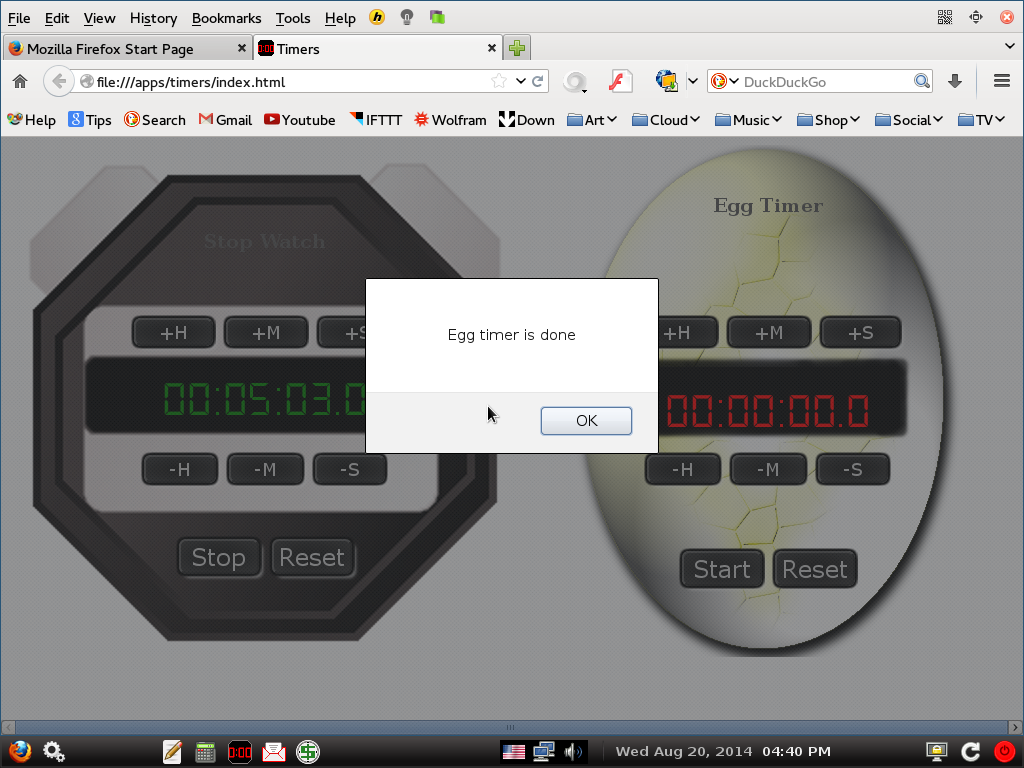 File Edit View History Bookmarks Tools Help
Mozilla Firefox Start Page
Timers
file:///apps/timers/index.html
DuckDuckGo
Help Tips Search Gmail Youtube IFTTT Wolfram Down Art Cloud Music Shop Social TV
Stop Watch
Egg Timer
+H +M +S
+H +M +S
Egg timer is done
00:05:03.0
00:00:00.0
OK
-H -M -S
-H -M -S
Stop Reset
Start Reset
0:00
Wed Aug 20, 2014 04:40 PM